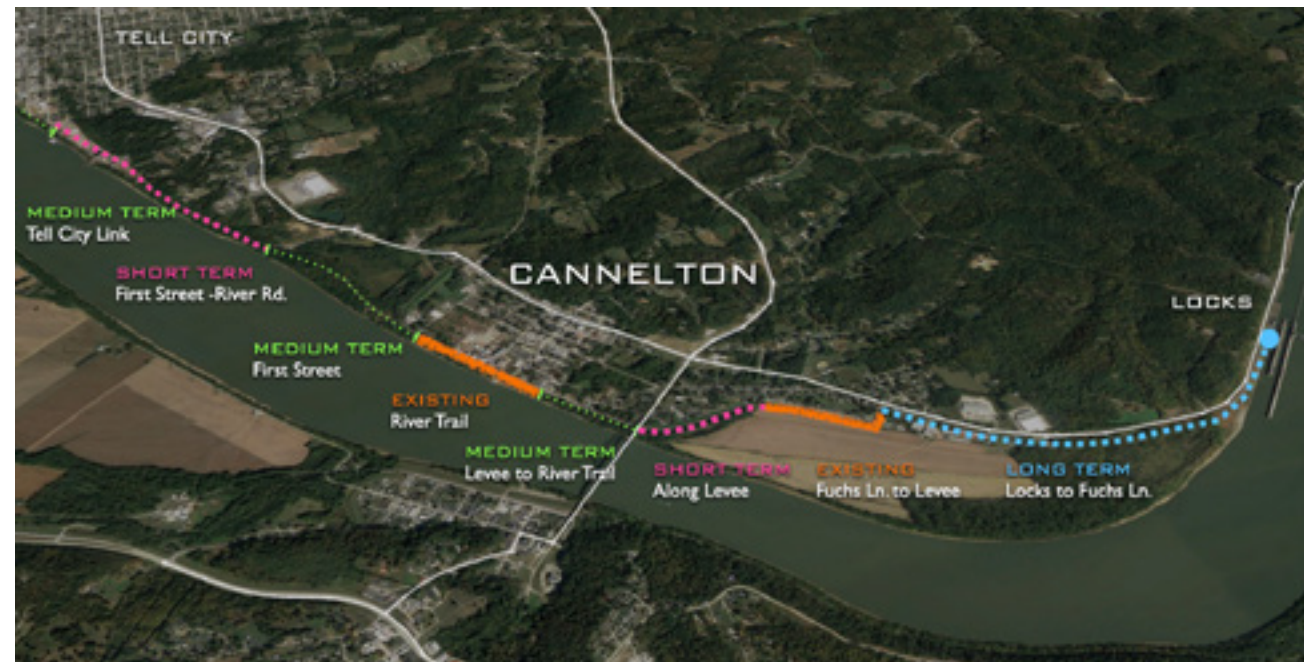 TELL CITY
MEDIUM TERM
Tell City Link
SHORT TERM
First Street -River Rd.
CANNELTON
LOCKS
MEDIUM TERM
First Street
EXISTING
River Trail
MEDIUM TERM
Levee to River Trail
SHORT TERM
Along Levee
EXISTING
Fuchs Ln. to Levee
LONG TERM
Locks to Fuchs Ln.